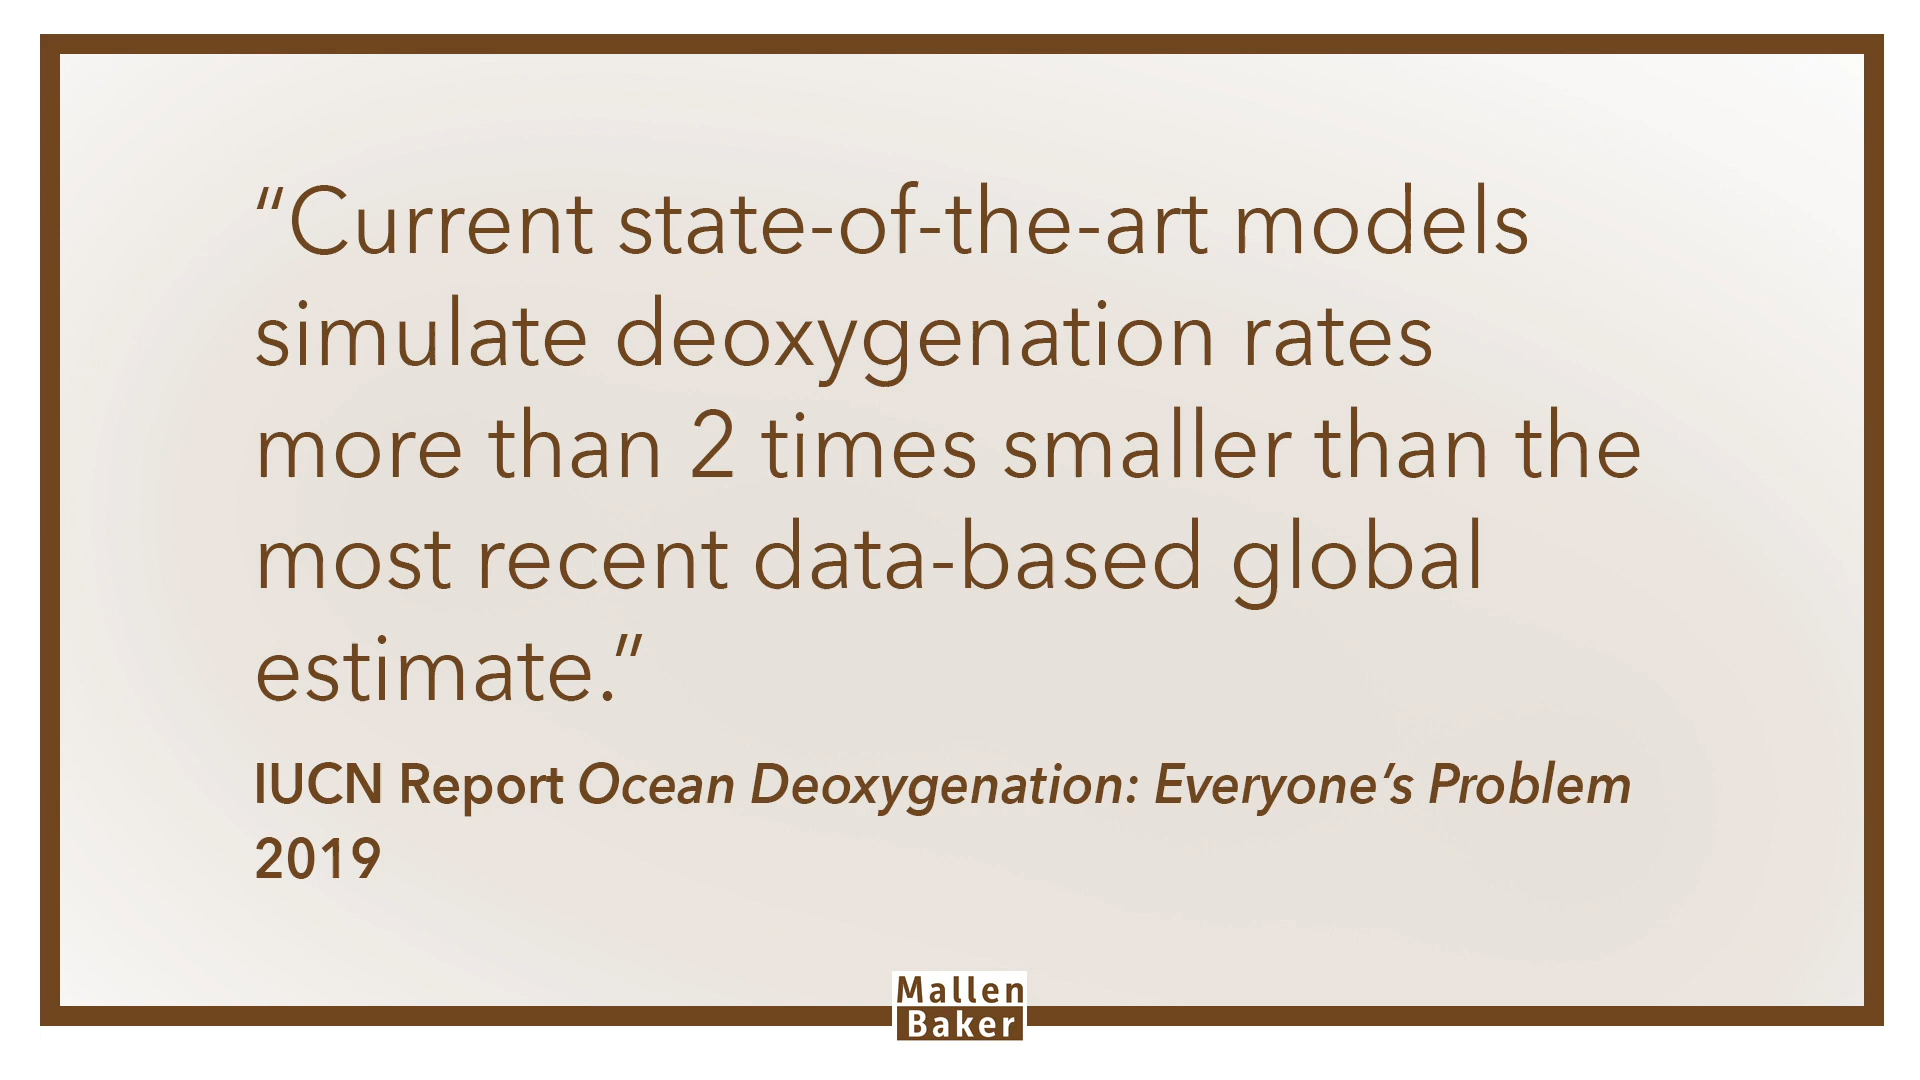 “Current state-of-the-art models
simulate deoxygenation rates
more than 2 times smaller than the
most recent data-based global
estimate.”
IUCN Report Ocean Deoxygenation: Everyone’s Problem
2019
Mallen
Baker